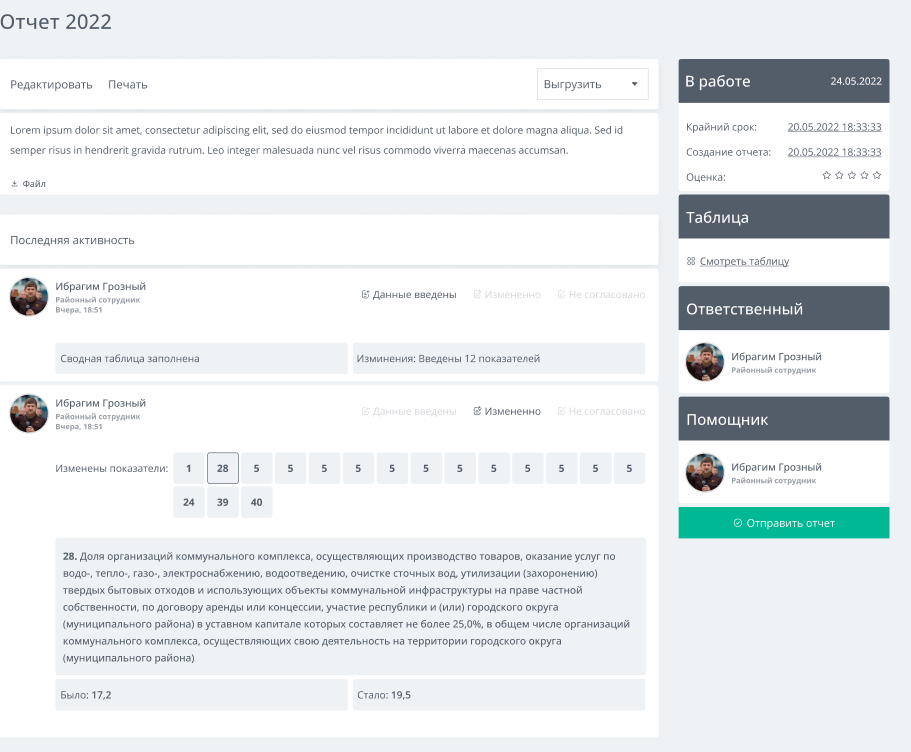 Отчет 2022
Редактировать Печать Выгрузить
Lorem ipsum dolor sit amet, consectetur adipiscing elit, sed do eiusmod tempor incididunt ut labore et dolore magna aliqua. Sed id
semper risus in hendrerit gravida rutrum. Leo integer malesuada nunc vel risus commodo viverra maecenas accumsan.
Файл
Последняя активность
Ибрагим Грозный
Районный сотрудник
Вчера, 18:51
Данные введены Измененно Не согласовано
Сводная таблица заполнена
Изминения: Введены 12 показателей
Ибрагим Грозный
Районный сотрудник
Вчера, 18:51
Данные введены Измененно Не согласовано
Изменены показатели: 1 28 5 5 5 5 5 5 5 5 5 5 5 5
24 39 40
28. Доля организаций коммунального комплекса, осуществляющих производство товаров, оказание услуг по
водо-, тепло-, газо-, электроснабжению, водоотведению, очистке сточных вод, утилизации (захоронению)
твердых бытовых отходов и использующих объекты коммунальной инфраструктуры на праве частной
собственности, по договору аренды или концессии, участие республики и (или) городского округа
(муниципального района) в уставном капитале которых составляет не более 25,0%, в общем числе организаций
коммунального комплекса, осуществляющих свою деятельность на территории городского округа
(муниципального района)
Было: 17,2
Стало: 19,5
В работе 24.05.2022
Крайний срок: 20.05.2022 18:33:33
Создание отчета: 20.05.2022 18:33:33
Оценка:
Таблица
Смотреть таблицу
Ответственный
Ибрагим Грозный
Районный сотрудник
Помощник
Ибрагим Грозный
Районный сотрудник
Отправить отчет